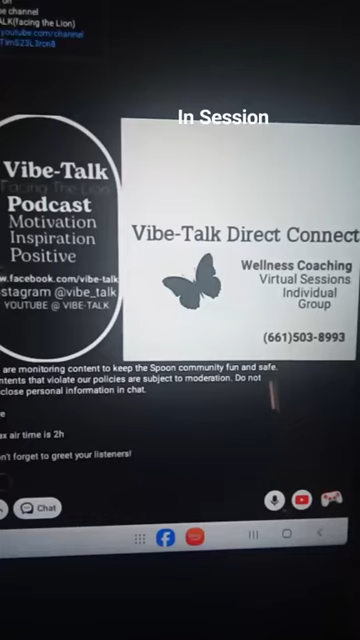 on
e channel
ALK(facing the Lion)
youtube.com/channel
In Session
Vibe-Talk
Facing The Lion
Podcast
Motivation
Inspiration
Positive
w.facebook.com/vibe-talk
stagram @vibe_talk
YOUTUBE @ VIBE-TALK
Vibe-Talk Direct Connect
Wellness Coaching
Virtual Sessions
Individual
Group
(661)503-8993
are monitoring content to keep the Spoon community fun and safe.
ntents that violate our policies are subject to moderation. Do not
close personal information in chat.
e
ax air time is 2h
n't forget to greet your listeners!
Chat